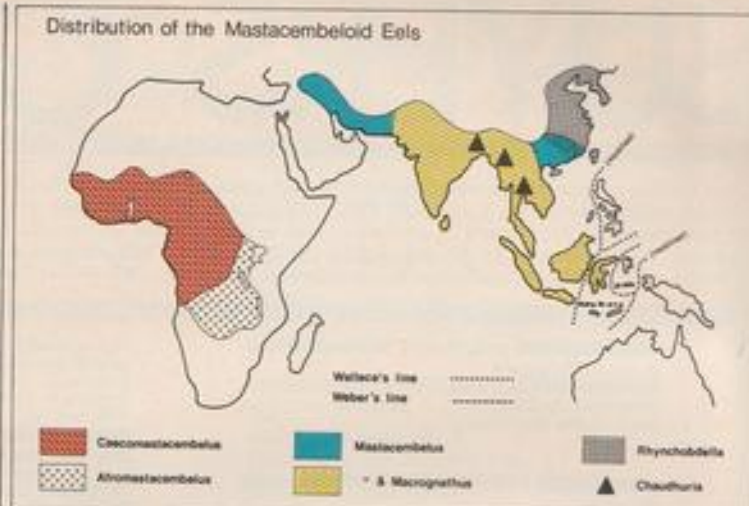 Distribution of the Mastacembeloid Eels
Wallace's line
Weber's line
Caecomastacembelus
Mastacembelus
Rhynchobdella
Afromastacembelus
" & Macrognathus
Chaudhuria